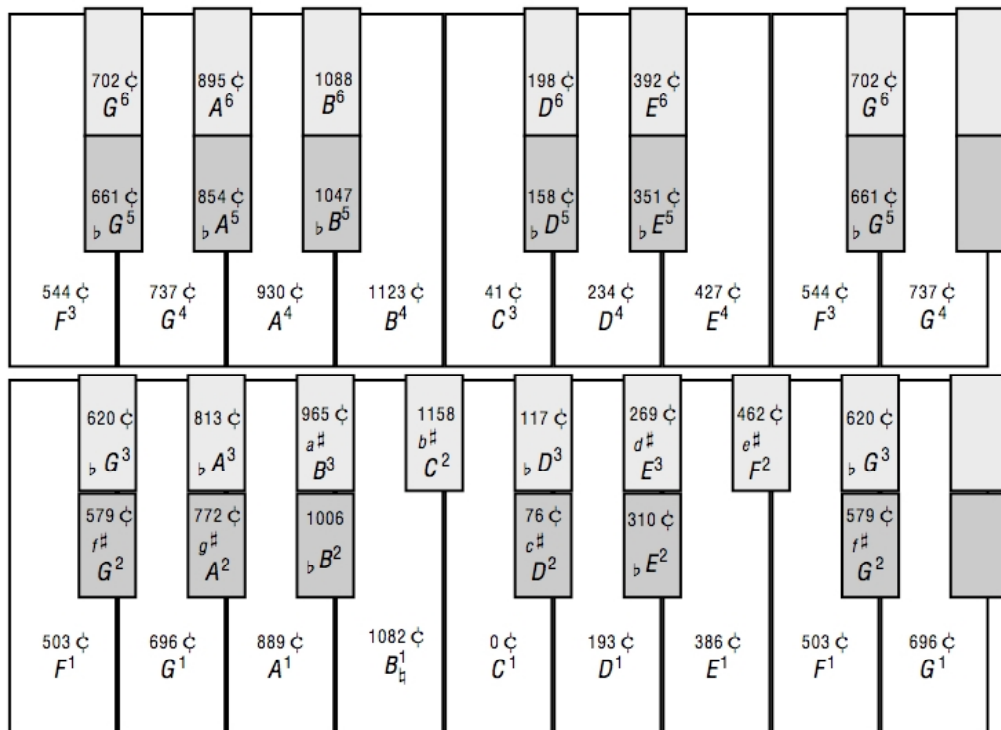 702 ¢ 895 ¢ 1088 198 ¢ 392 ¢ 702 ¢
G⁶ A⁶ B⁶ D⁶ E⁶ G⁶
661 ¢ 854 ¢ 1047 158 ¢ 351 ¢ 661 ¢
♭G⁵ ♭A⁵ ♭B⁵ ♭D⁵ ♭E⁵ ♭G⁵
544 ¢ 737 ¢ 930 ¢ 1123 ¢ 41 ¢ 234 ¢ 427 ¢ 544 ¢ 737 ¢
F³ G⁴ A⁴ B⁴ C³ D⁴ E⁴ F³ G⁴
620 ¢ 813 ¢ 965 ¢ 1158 117 ¢ 269 ¢ 462 ¢ 620 ¢
a♯ b♯ d♯ e♯
♭G³ ♭A³ B³ C² ♭D³ E³ F² ♭G³
579 ¢ 772 ¢ 1006 76 ¢ 310 ¢ 579 ¢
f♯ g♯ c♯ f♯
G² A² ♭B² D² ♭E² G²
503 ¢ 696 ¢ 889 ¢ 1082 ¢ 0 ¢ 193 ¢ 386 ¢ 503 ¢ 696 ¢
F¹ G¹ A¹ B¹♮ C¹ D¹ E¹ F¹ G¹